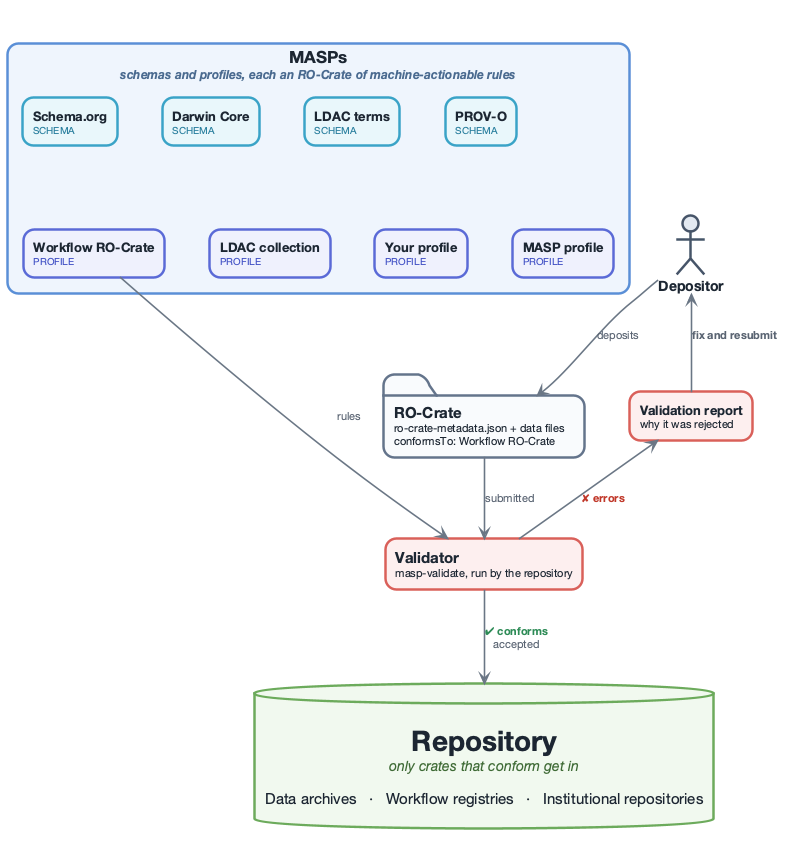 MASPs
schemas and profiles, each an RO-Crate of machine-actionable rules
Schema.org
SCHEMA
Darwin Core
SCHEMA
LDAC terms
SCHEMA
PROV-O
SCHEMA
Workflow RO-Crate
PROFILE
LDAC collection
PROFILE
Your profile
PROFILE
MASP profile
PROFILE
Depositor
deposits
fix and resubmit
rules
RO-Crate
ro-crate-metadata.json + data files
conformsTo: Workflow RO-Crate
Validation report
why it was rejected
submitted
✘ errors
Validator
masp-validate, run by the repository
✔ conforms
accepted
Repository
only crates that conform get in
Data archives · Workflow registries · Institutional repositories